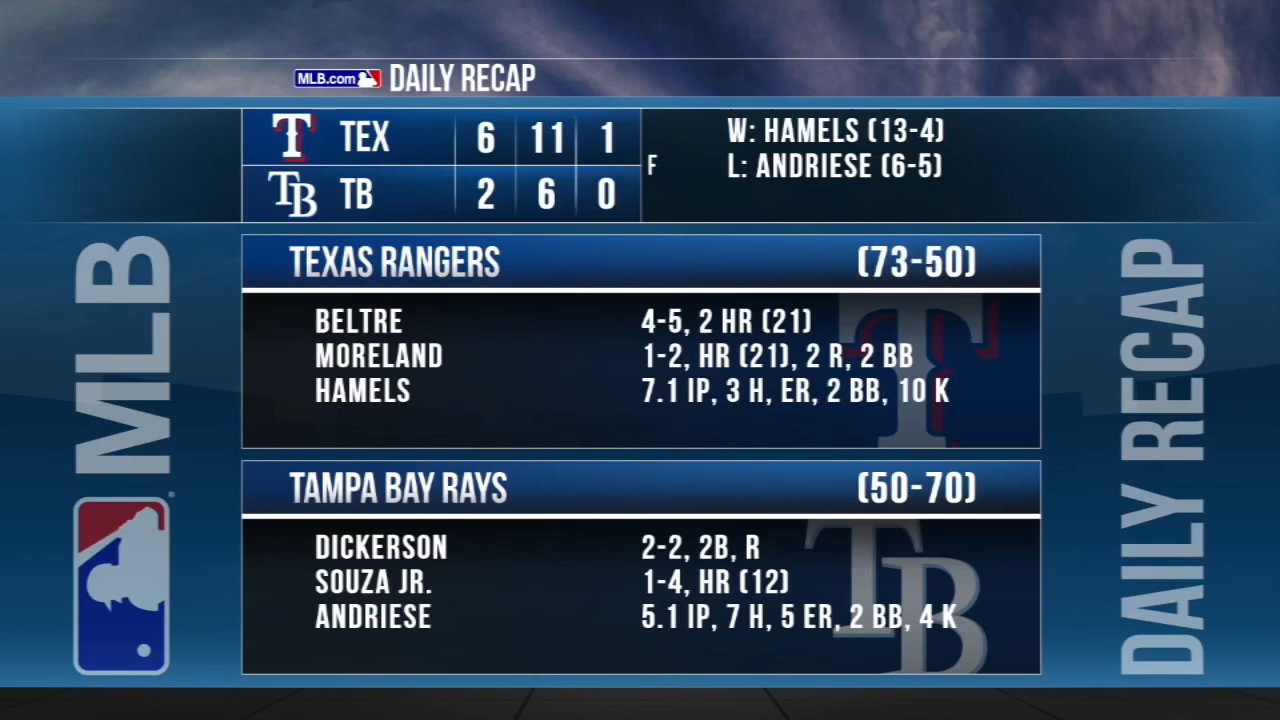 MLB.com DAILY RECAP
TEX 6 11 1
TB 2 6 0
F
W: HAMELS (13-4)
L: ANDRIESE (6-5)
MLB
TEXAS RANGERS (73-50)
BELTRE 4-5, 2 HR (21)
MORELAND 1-2, HR (21), 2 R, 2 BB
HAMELS 7.1 IP, 3 H, ER, 2 BB, 10 K
TAMPA BAY RAYS (50-70)
DICKERSON 2-2, 2B, R
SOUZA JR. 1-4, HR (12)
ANDRIESE 5.1 IP, 7 H, 5 ER, 2 BB, 4 K
DAILY RECAP